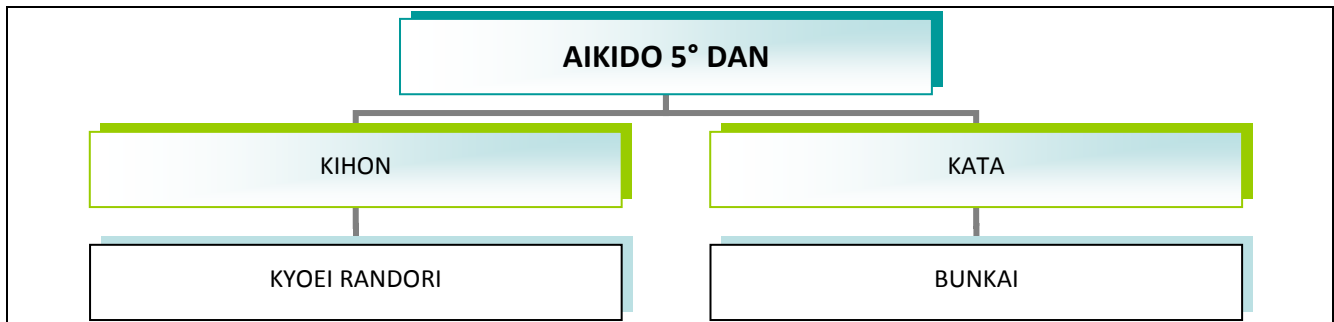 AIKIDO 5° DAN
KIHON
KATA
KYOEI RANDORI
BUNKAI